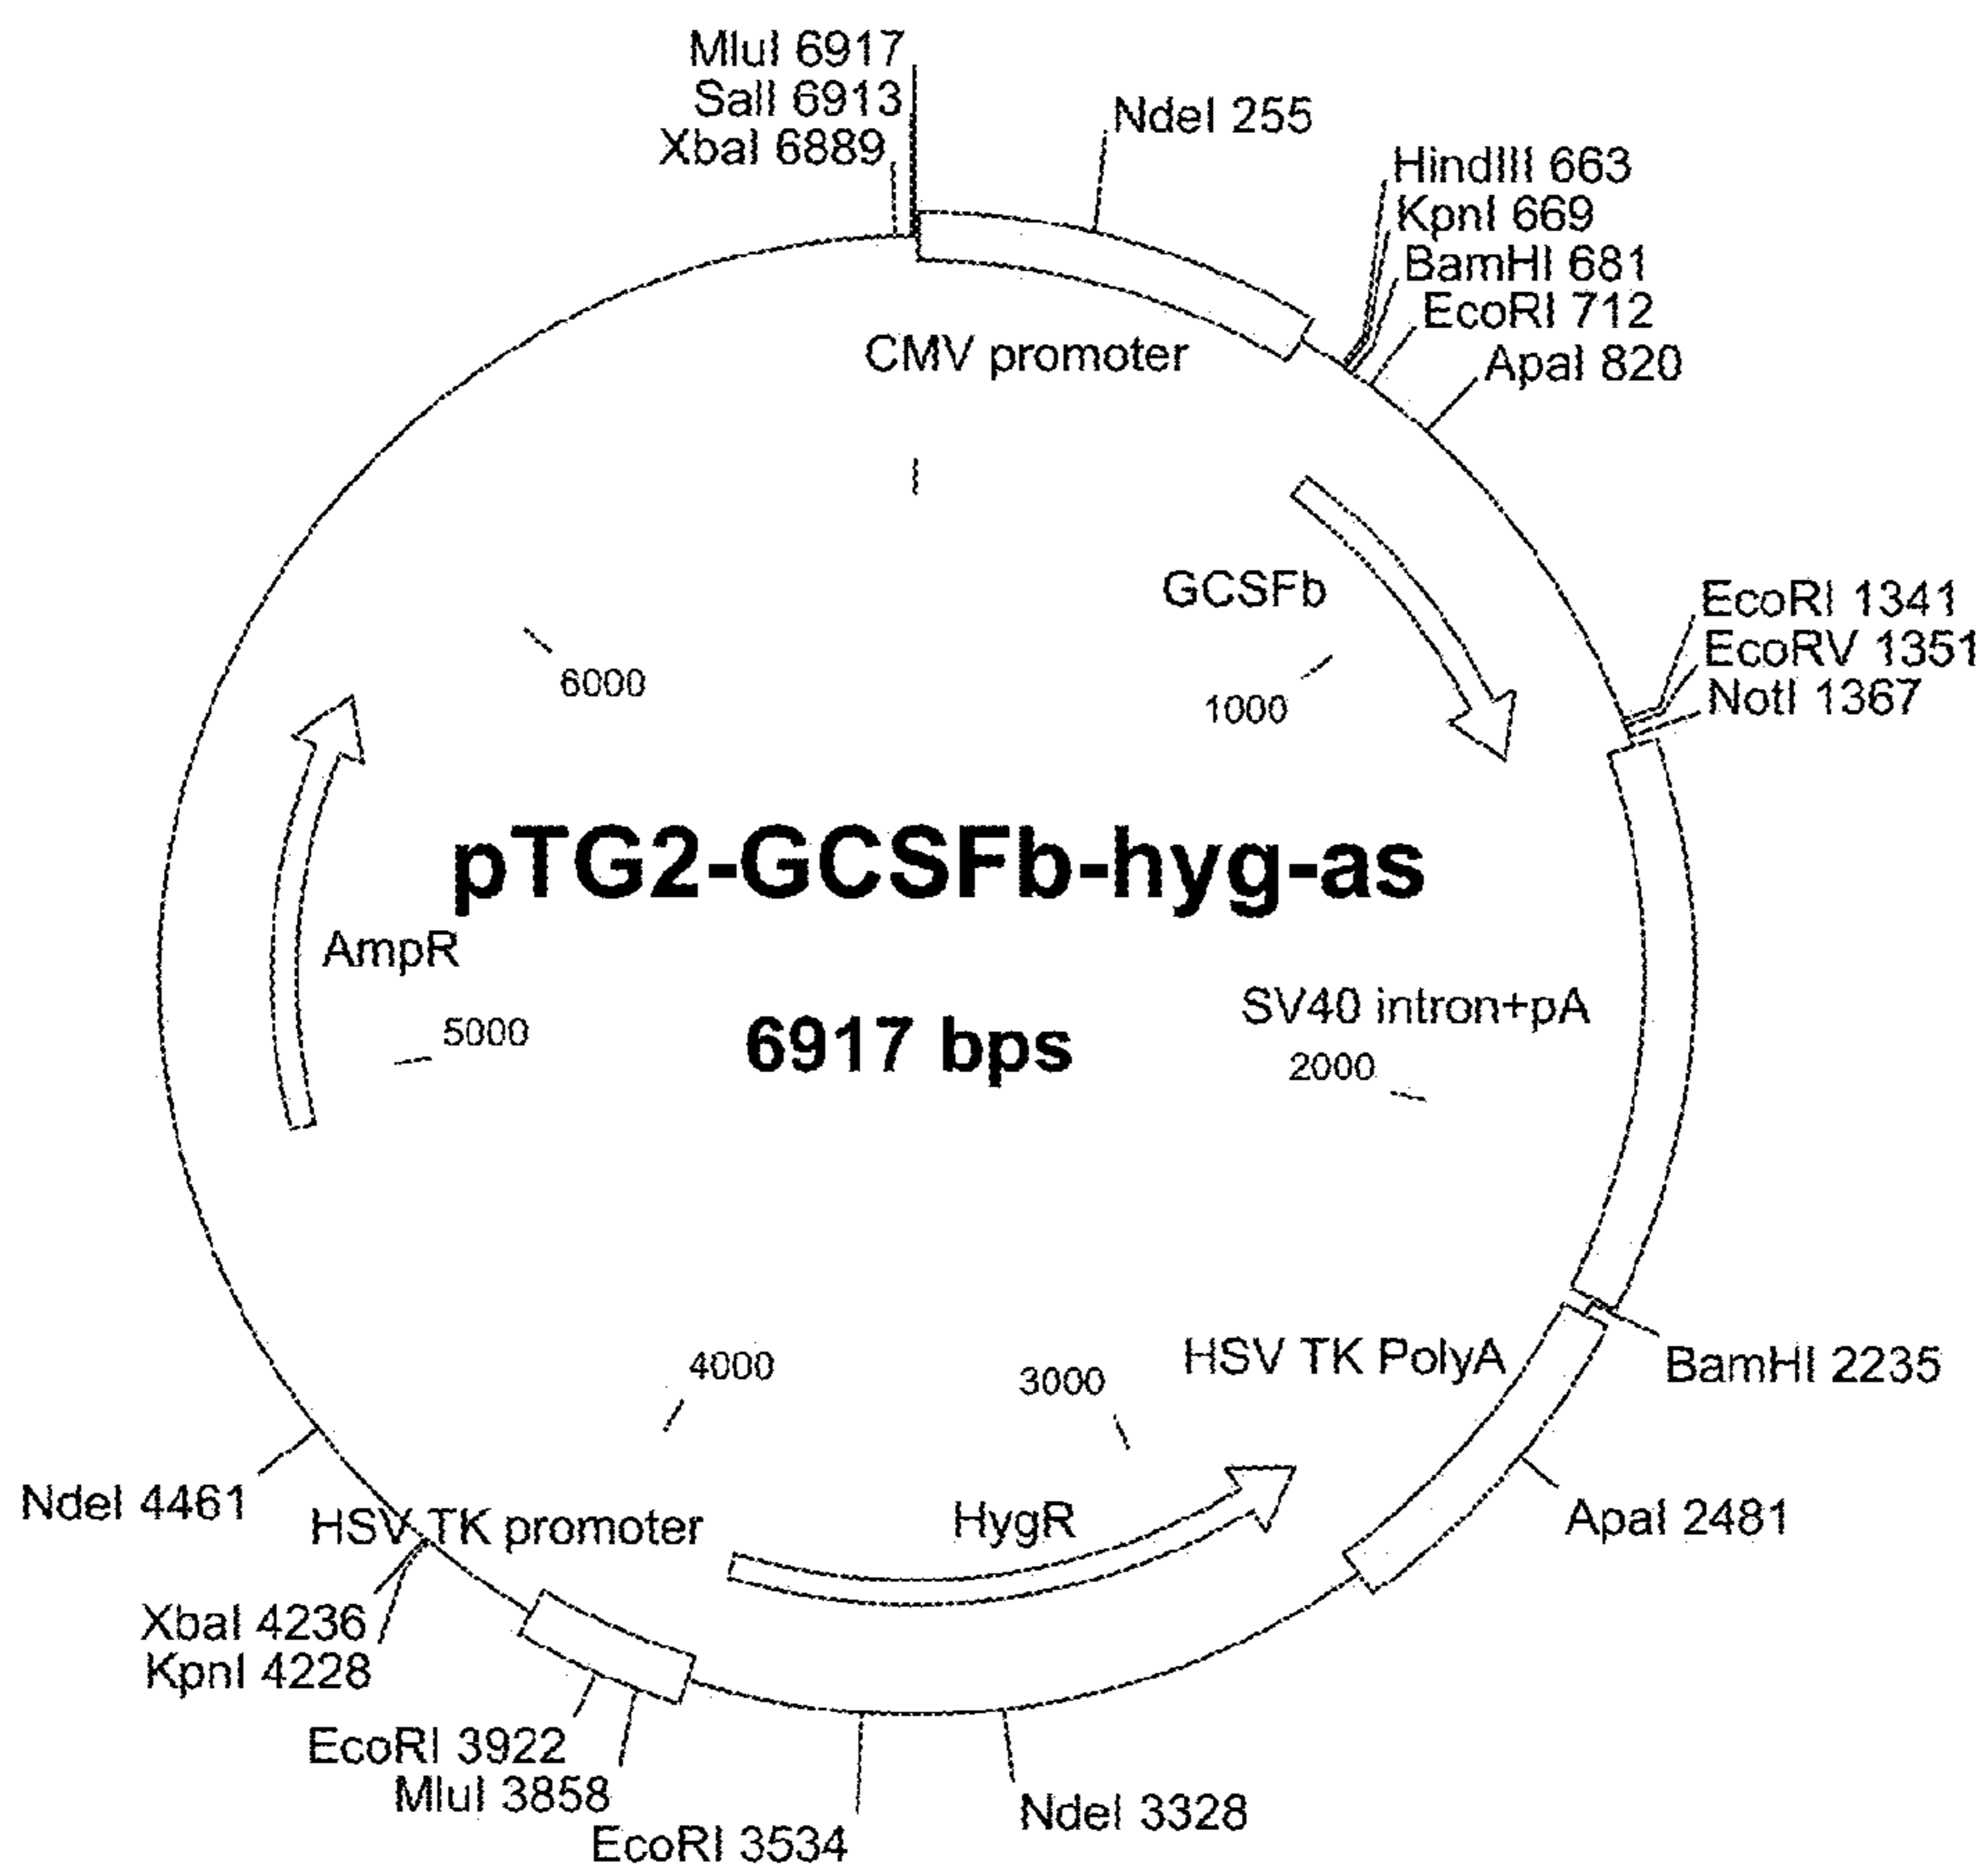 MluI 6917
SalI 6913
XbaI 6889
NdeI 255
HindIII 663
KpnI 669
BamHI 681
EcoRI 712
ApaI 820
CMV promoter
GCSFb
EcoRI 1341
EcoRV 1351
NotI 1367
6000
1000
pTG2-GCSFb-hyg-as
AmpR
5000
6917 bps
SV40 intron+pA
2000
4000
3000
HSV TK PolyA
BamHI 2235
NdeI 4461
HSV TK promoter
HygR
ApaI 2481
XbaI 4236
KpnI 4228
EcoRI 3922
MluI 3858
EcoRI 3534
NdeI 3328